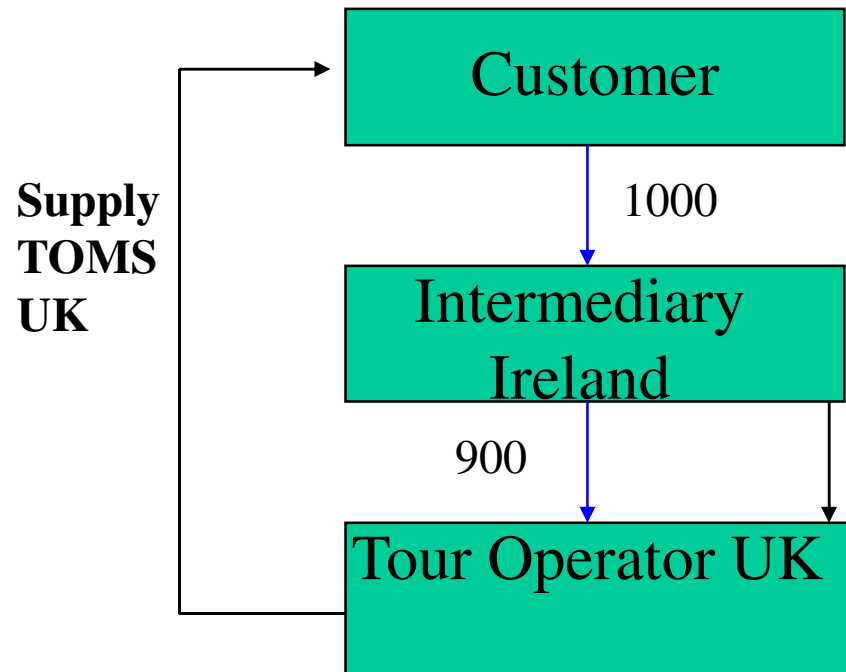 Customer
Supply
TOMS
UK
1000
Intermediary
Ireland
900
Tour Operator UK